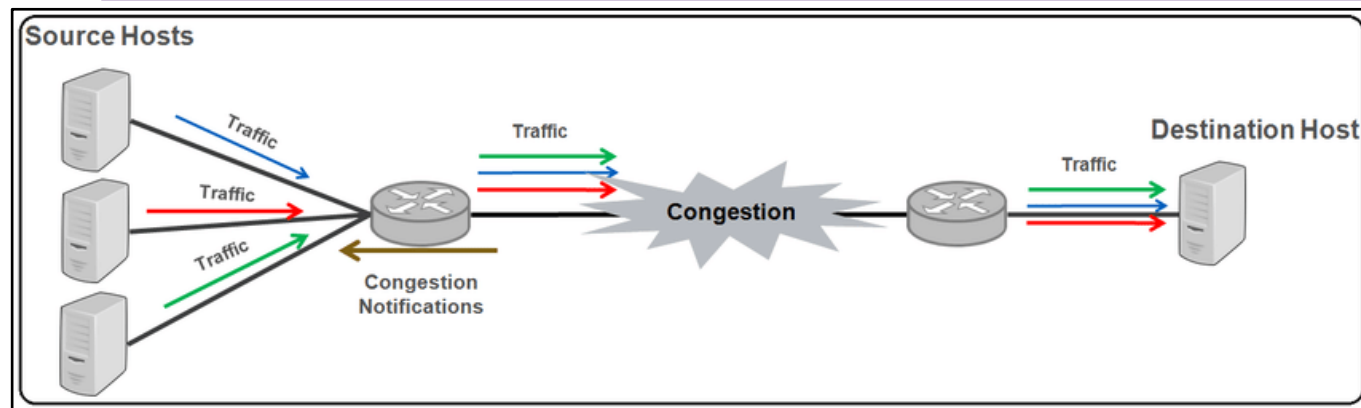 Source Hosts
Traffic
Traffic
Traffic
Traffic
Congestion
Notifications
Congestion
Destination Host
Traffic